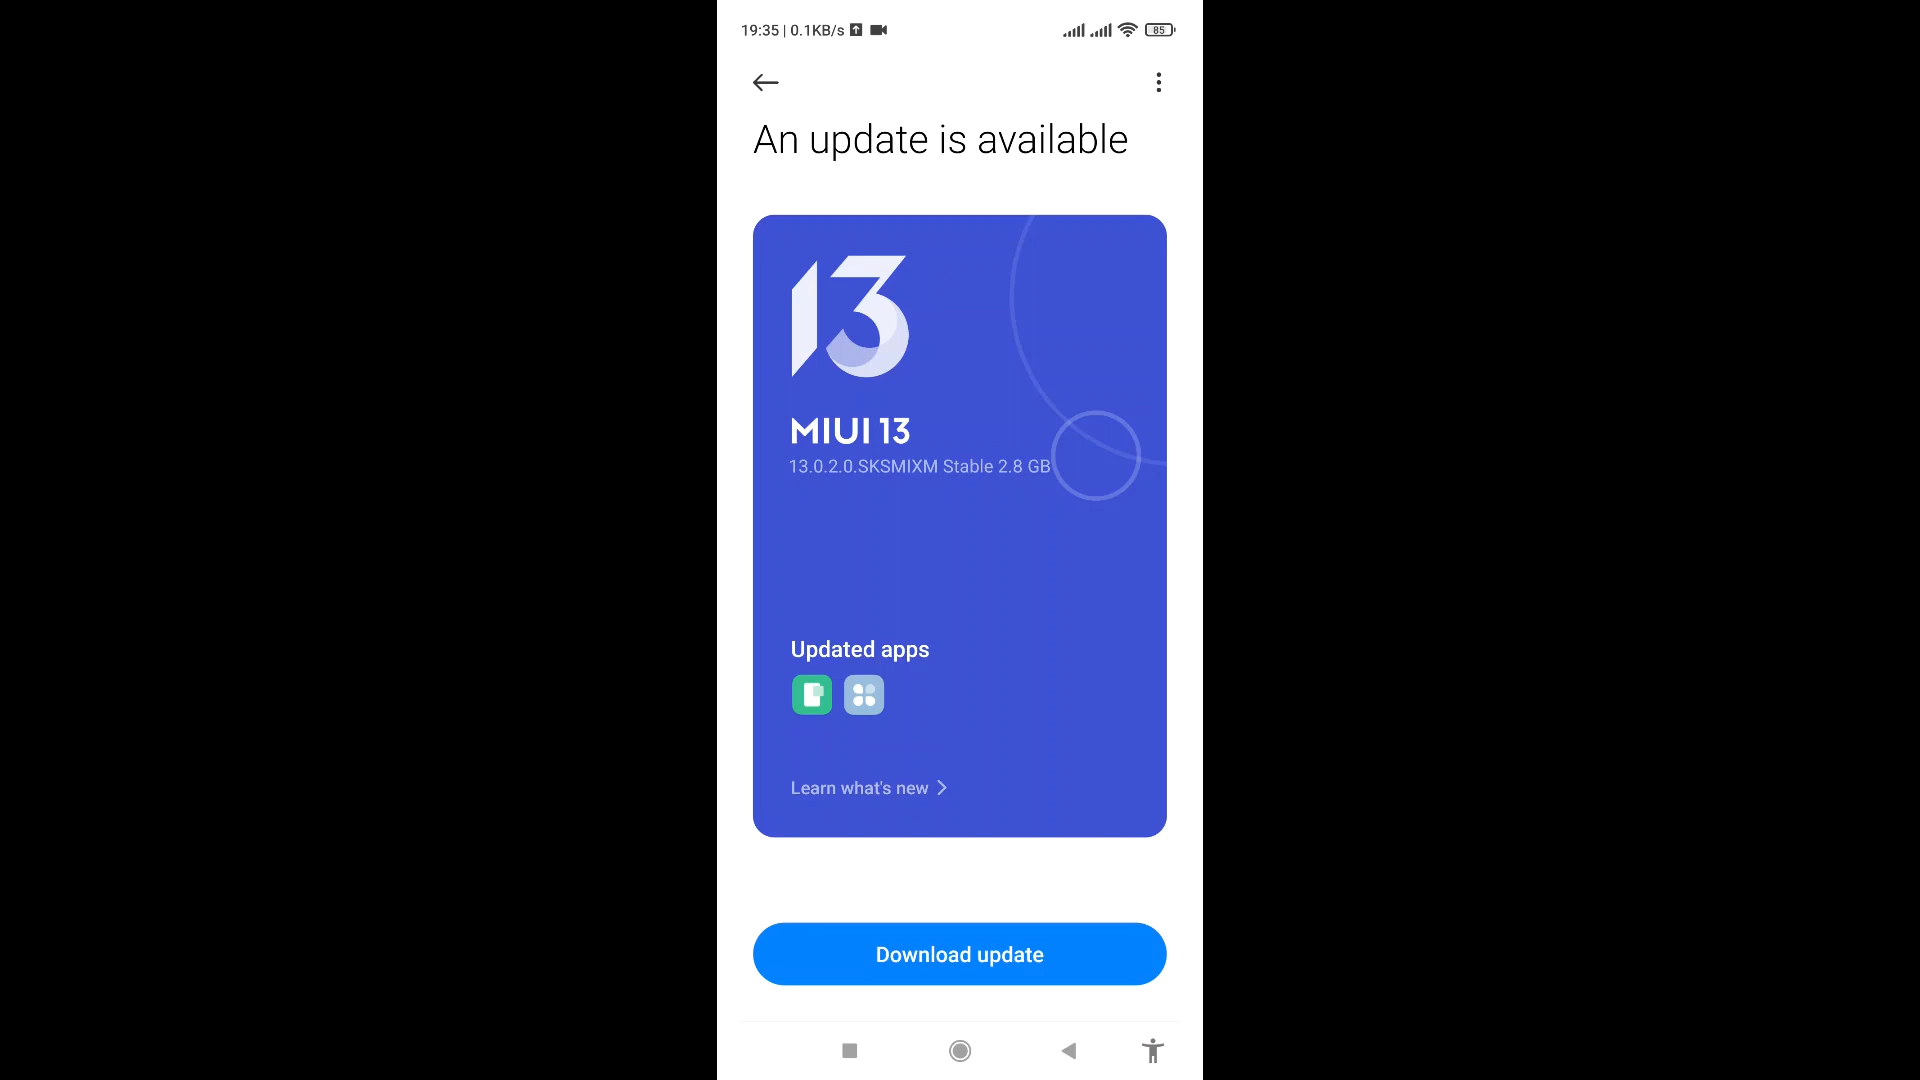 19:35 | 0.1KB/s 85
An update is available
13
MIUI 13
13.0.2.0.SKSMIXM Stable 2.8 GB
Updated apps
Learn what's new
Download update